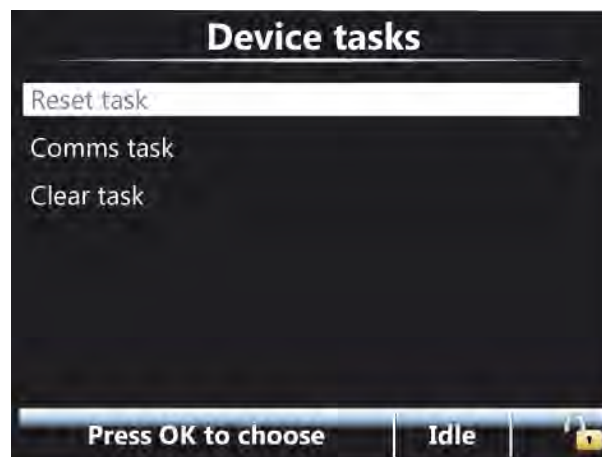 Device tasks
Reset task
Comms task
Clear task
Press OK to choose Idle